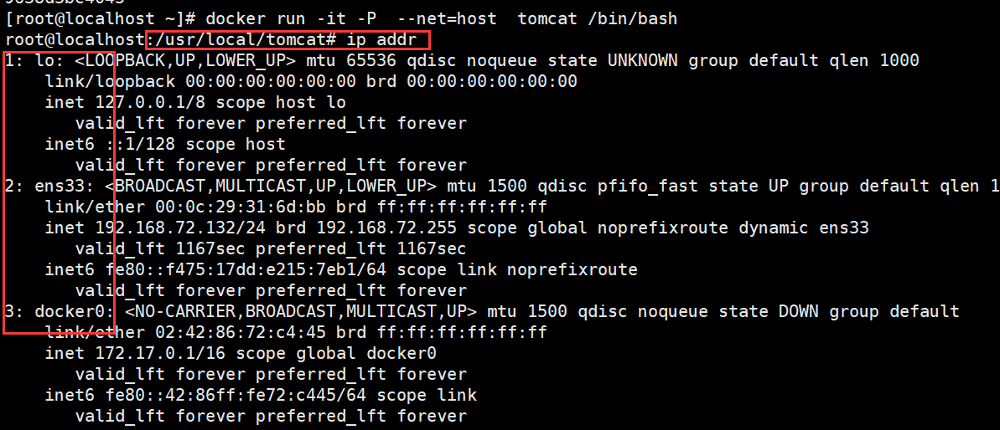 [root@localhost ~]# docker run -it -P  --net=host  tomcat /bin/bash
root@localhost:/usr/local/tomcat# ip addr
1: lo: <LOOPBACK,UP,LOWER_UP> mtu 65536 qdisc noqueue state UNKNOWN group default qlen 1000
    link/loopback 00:00:00:00:00:00 brd 00:00:00:00:00:00
    inet 127.0.0.1/8 scope host lo
       valid_lft forever preferred_lft forever
    inet6 ::1/128 scope host
       valid_lft forever preferred_lft forever
2: ens33: <BROADCAST,MULTICAST,UP,LOWER_UP> mtu 1500 qdisc pfifo_fast state UP group default qlen 1
    link/ether 00:0c:29:31:6d:bb brd ff:ff:ff:ff:ff:ff
    inet 192.168.72.132/24 brd 192.168.72.255 scope global noprefixroute dynamic ens33
       valid_lft 1167sec preferred_lft 1167sec
    inet6 fe80::f475:17dd:e215:7eb1/64 scope link noprefixroute
       valid_lft forever preferred_lft forever
3: docker0: <NO-CARRIER,BROADCAST,MULTICAST,UP> mtu 1500 qdisc noqueue state DOWN group default
    link/ether 02:42:86:72:c4:45 brd ff:ff:ff:ff:ff:ff
    inet 172.17.0.1/16 scope global docker0
       valid_lft forever preferred_lft forever
    inet6 fe80::42:86ff:fe72:c445/64 scope link
       valid_lft forever preferred_lft forever